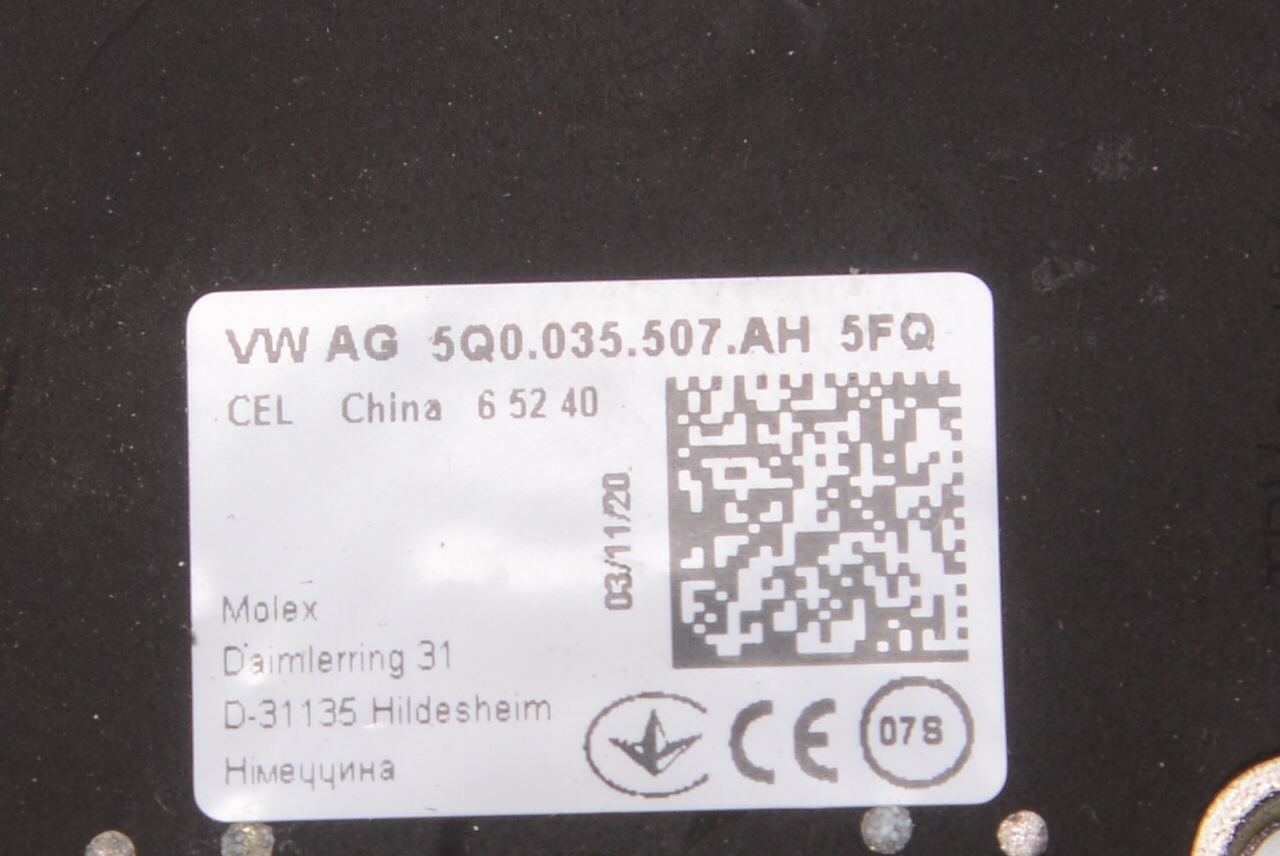 VW AG 5Q0.035.507.AH 5FQ
CEL China 6 52 40
03/11/20
Molex
Daimlerring 31
D-31135 Hildesheim
Німеччина
CE
07S